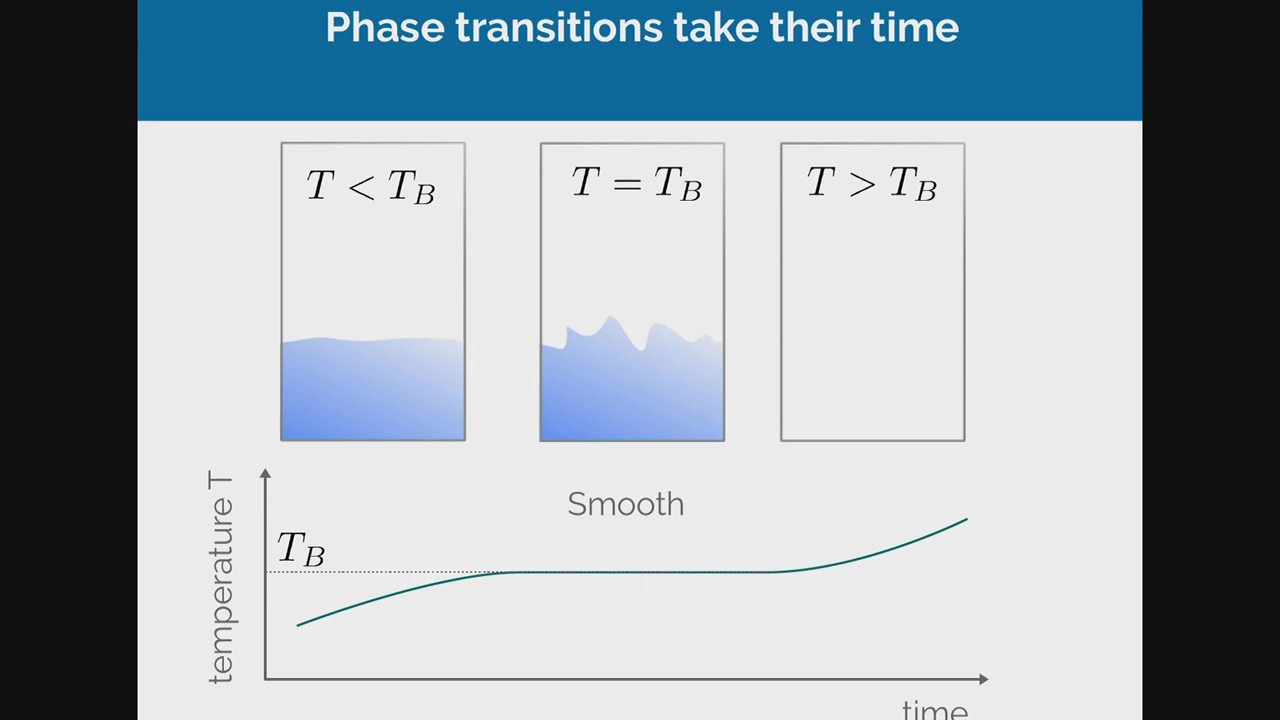 Phase transitions take their time
T < T_B
T = T_B
T > T_B
Smooth
T_B
temperature T
time